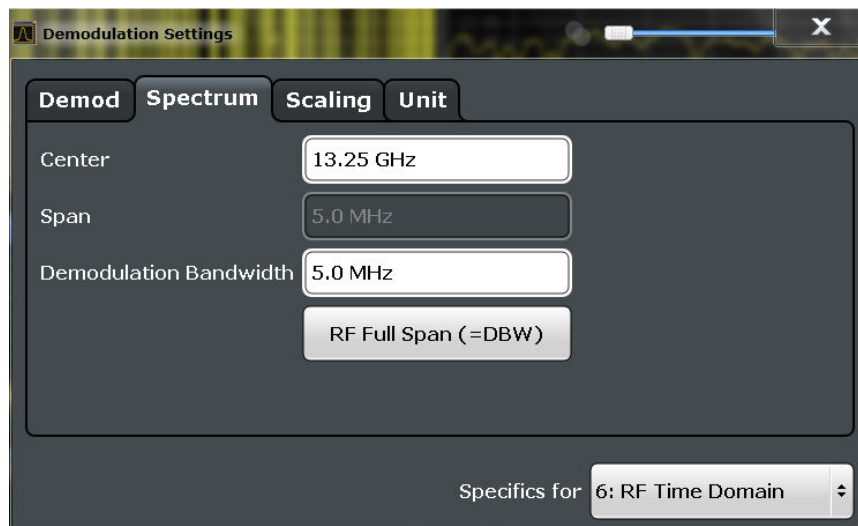 Demodulation Settings
X
Demod Spectrum Scaling Unit
Center 13.25 GHz
Span 5.0 MHz
Demodulation Bandwidth 5.0 MHz
RF Full Span (=DBW)
Specifics for 6: RF Time Domain